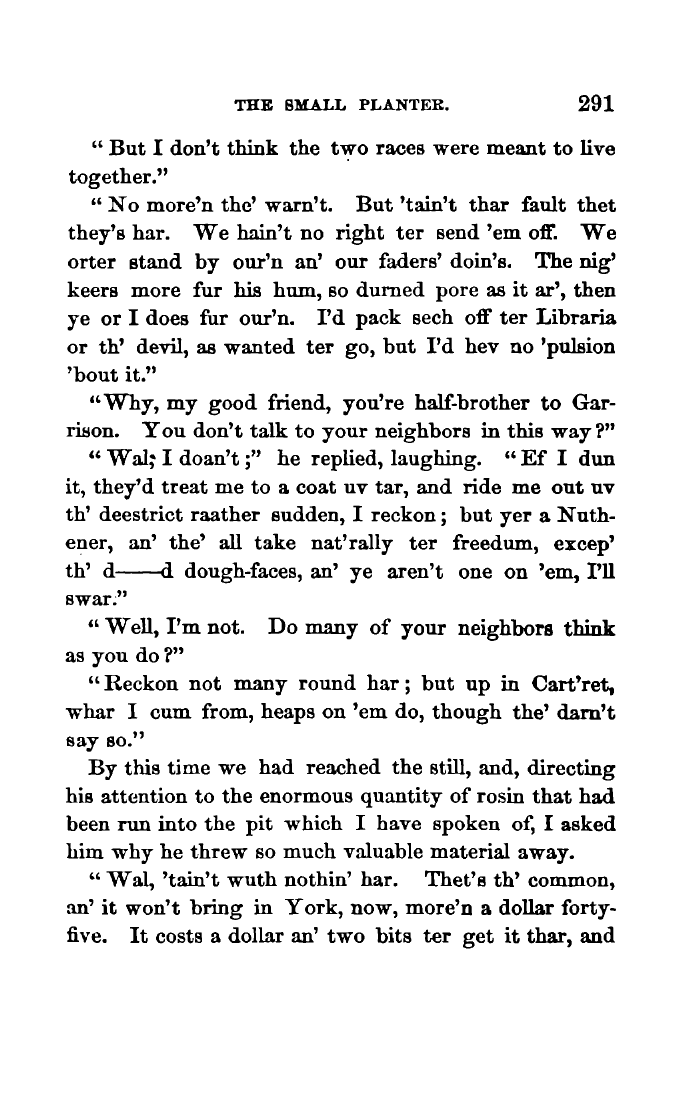 THE SMALL PLANTER. 291
“ But I don't think the two races were meant to live
together.”
“ No more'n the' warn't. But 'tain't thar fault thet
they's har. We hain't no right ter send 'em off. We
orter stand by our'n an' our faders' doin's. The nig'
keers more fur his hum, so durned pore as it ar', then
ye or I does fur our'n. I'd pack sech off ter Libraria
or th' devil, as wanted ter go, but I'd hev no 'pulsion
'bout it.”
“Why, my good friend, you're half-brother to Gar-
rison. You don't talk to your neighbors in this way?”
“ Wal; I doan't;” he replied, laughing. “Ef I dun
it, they'd treat me to a coat uv tar, and ride me out uv
th' deestrict raather sudden, I reckon; but yer a Nuth-
ener, an' the' all take nat'rally ter freedum, excep'
th' d——d dough-faces, an' ye aren't one on 'em, I'll
swar.”
“ Well, I'm not. Do many of your neighbors think
as you do?”
“Reckon not many round har; but up in Cart'ret,
whar I cum from, heaps on 'em do, though the' darn't
say so.”
By this time we had reached the still, and, directing
his attention to the enormous quantity of rosin that had
been run into the pit which I have spoken of, I asked
him why he threw so much valuable material away.
“ Wal, 'tain't wuth nothin' har. Thet's th' common,
an' it won't bring in York, now, more'n a dollar forty-
five. It costs a dollar an' two bits ter get it thar, and